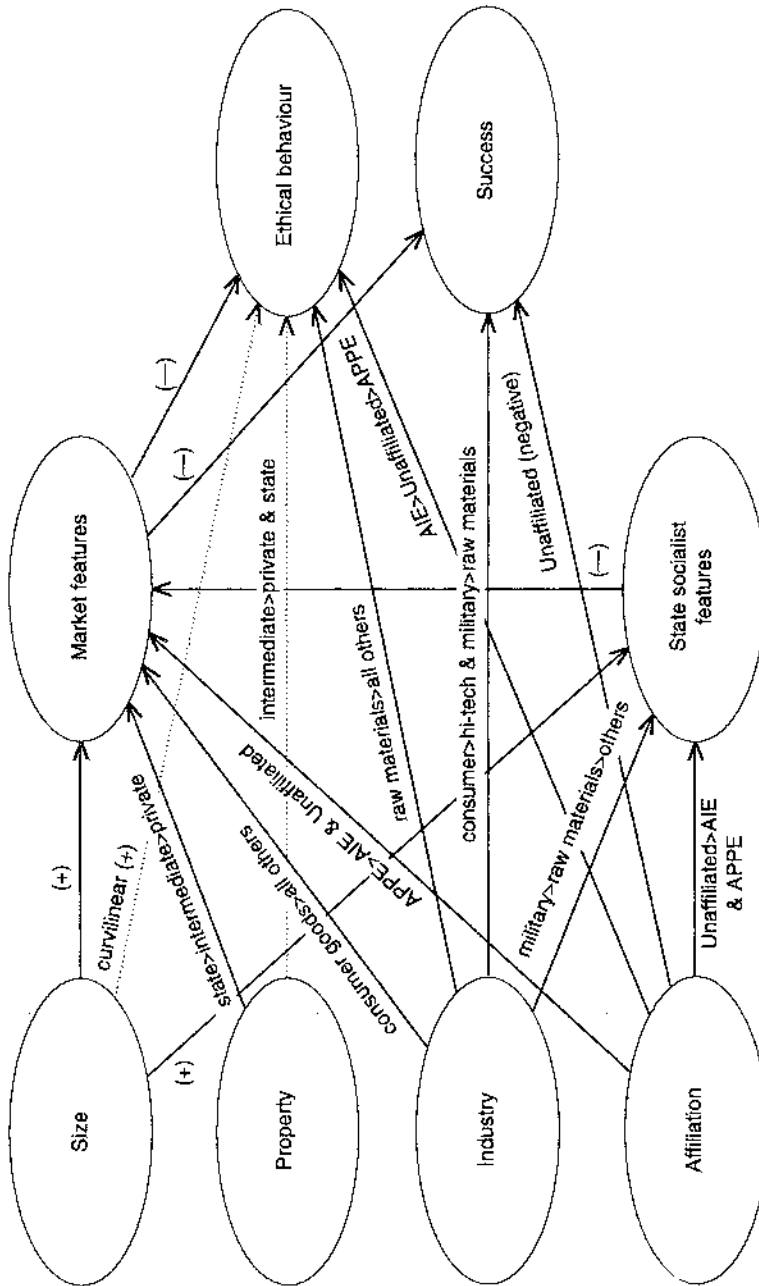 Size
Property
Industry
Affiliation
(+)
curvilinear (+)
state>intermediate>private
(+)
consumer goods>all others
APPE>AIE & Unaffiliated
intermediate>private & state
raw materials>all others
consumer>hi-tech & military>raw materials
military>raw materials>others
Unaffiliated>AIE
& APPE
Market features
State socialist
features
(—)
(—)
(—)
AIE>Unaffiliated>APPE
Unaffiliated (negative)
Ethical behaviour
Success